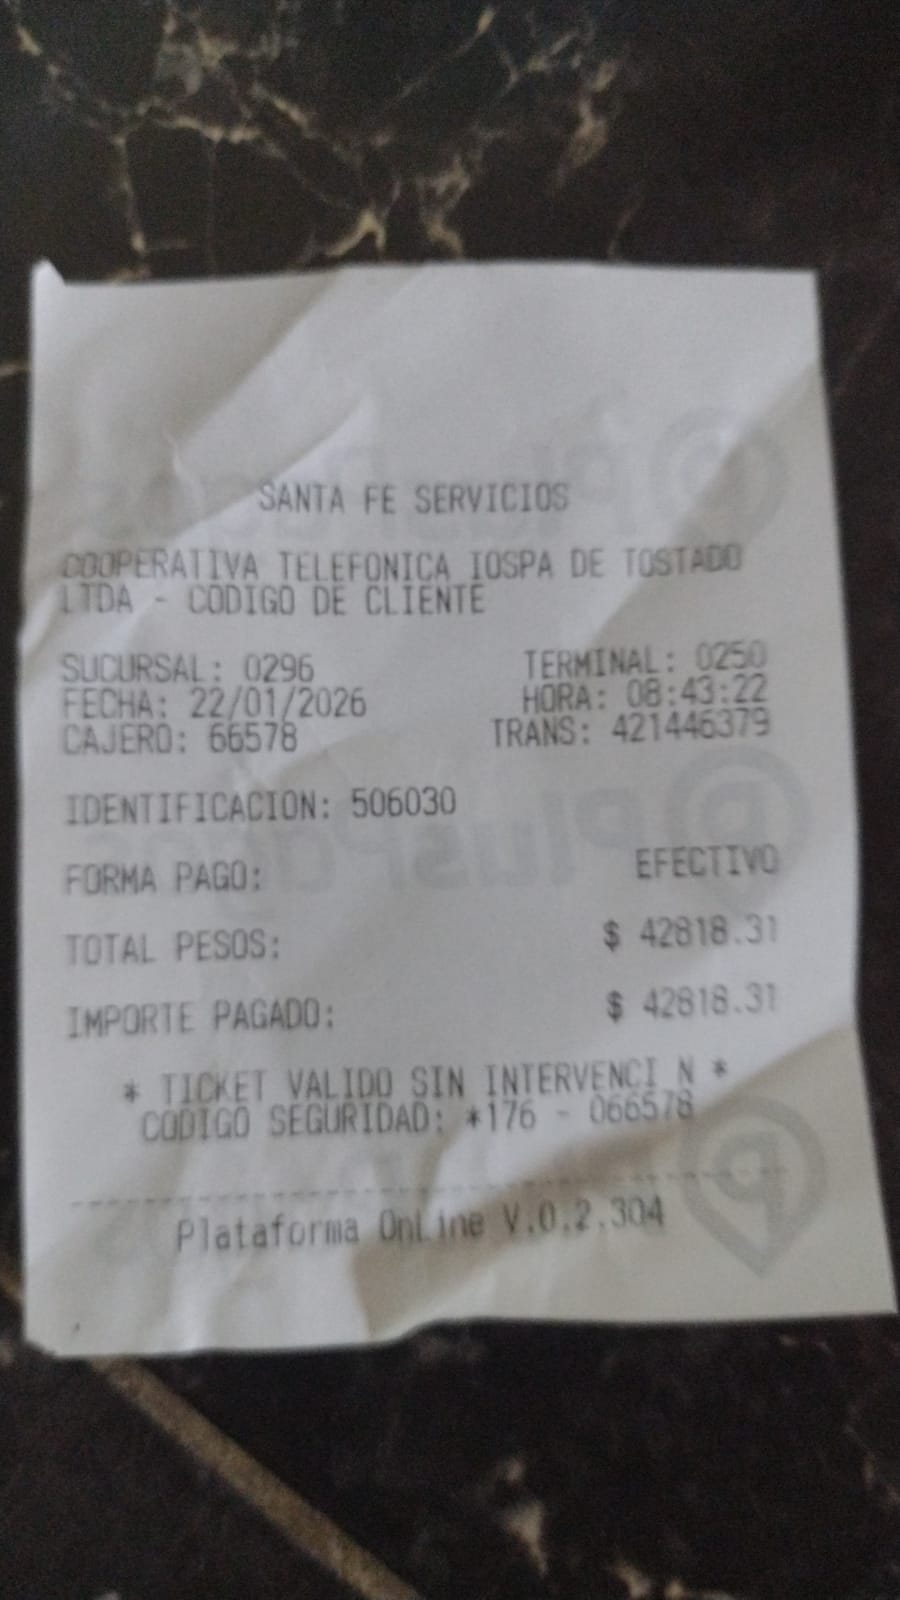 SANTA FE SERVICIOS
COOPERATIVA TELEFONICA IOSPA DE TOSTADO
LTDA - CODIGO DE CLIENTE
SUCURSAL: 0296 TERMINAL: 0250
FECHA: 22/01/2026 HORA: 08:43:22
CAJERO: 66578 TRANS: 421446379
IDENTIFICACION: 506030
FORMA PAGO: EFECTIVO
TOTAL PESOS: $ 42818.31
IMPORTE PAGADO: $ 42818.31
* TICKET VALIDO SIN INTERVENCI N *
CODIGO SEGURIDAD: *176 - 066578
Plataforma OnLine V.0.2.304
PlusPagos